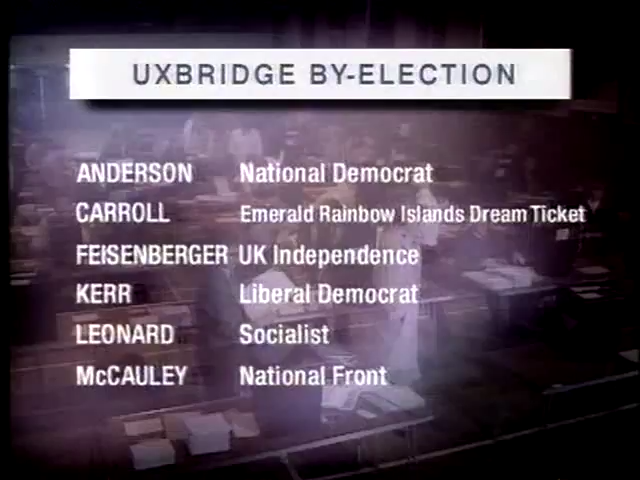 UXBRIDGE BY-ELECTION
ANDERSON National Democrat
CARROLL Emerald Rainbow Islands Dream Ticket
FEISENBERGER UK Independence
KERR Liberal Democrat
LEONARD Socialist
McCAULEY National Front